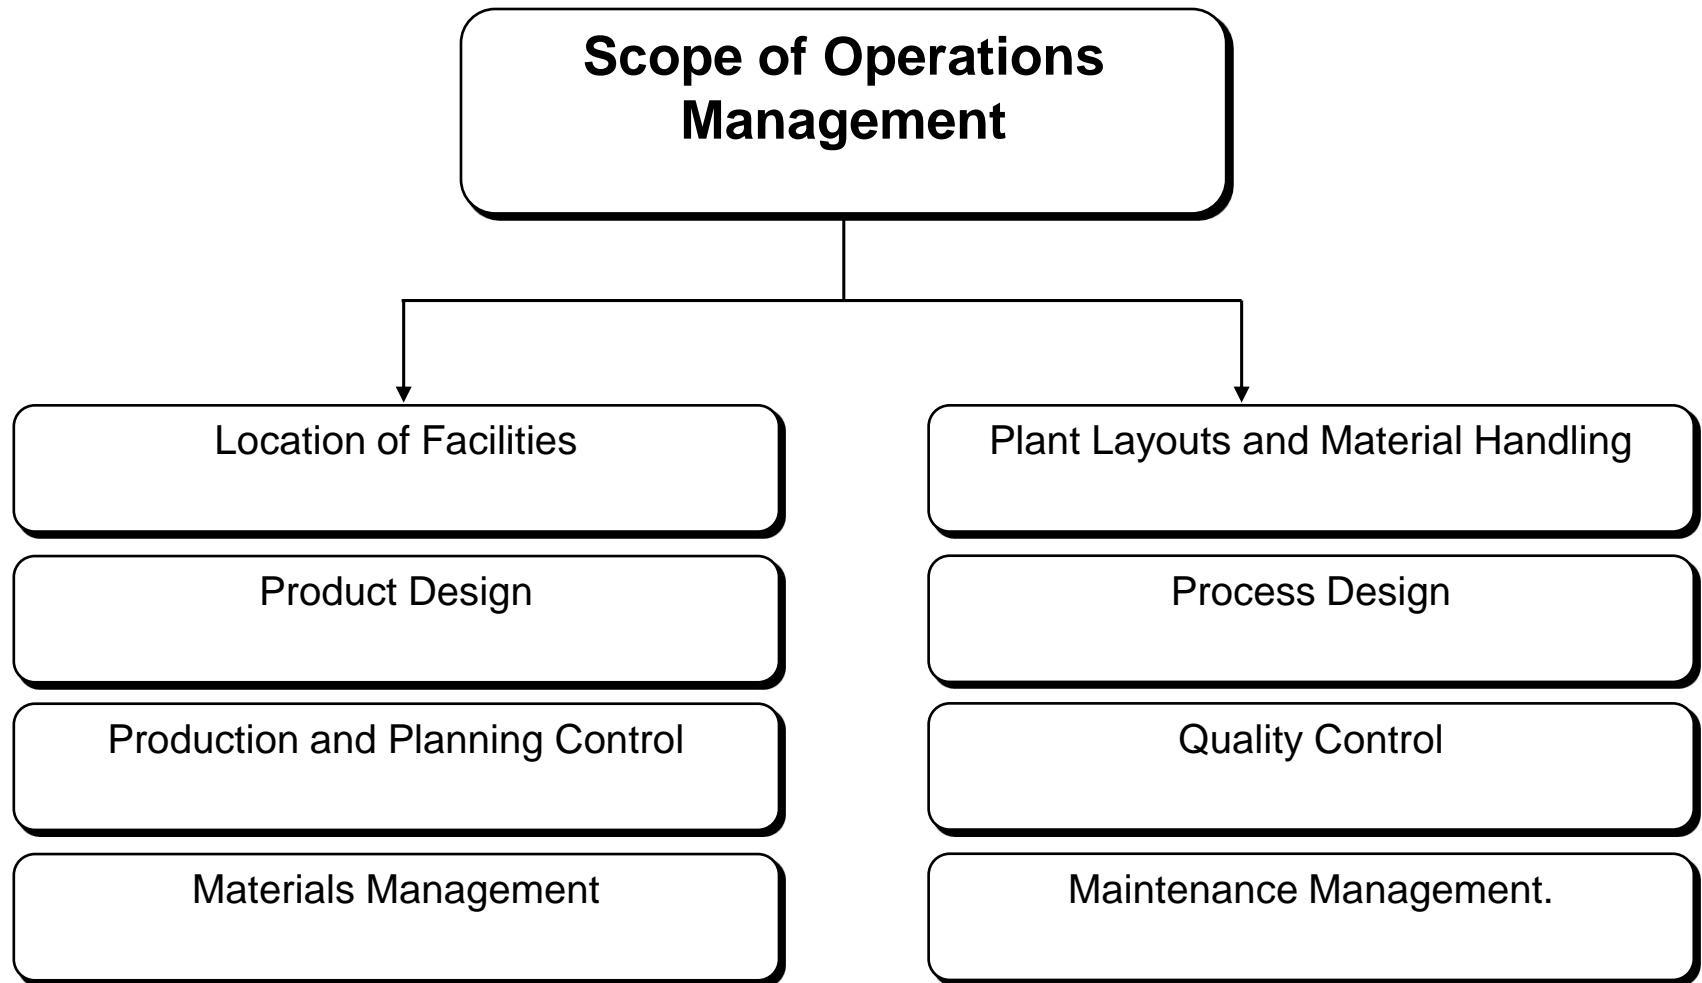 Scope of Operations
Management
Location of Facilities
Plant Layouts and Material Handling
Product Design
Process Design
Production and Planning Control
Quality Control
Materials Management
Maintenance Management.